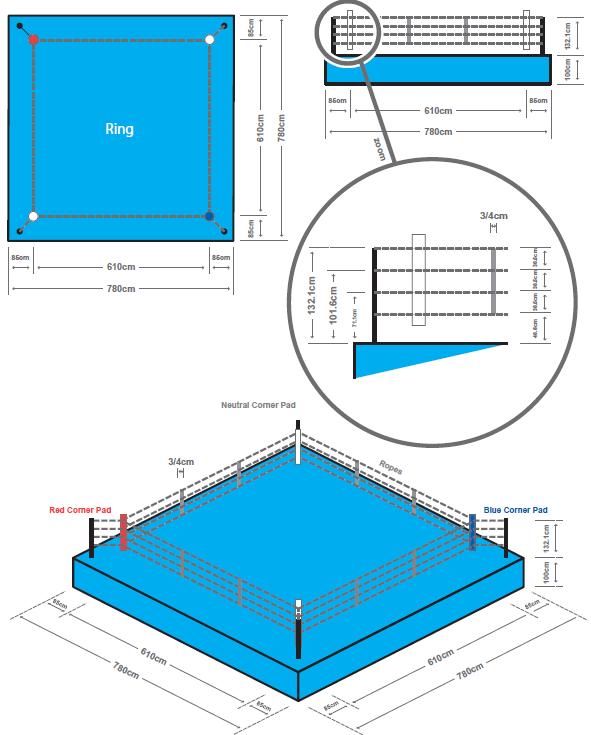 Ring
85cm
610cm
780cm
85cm
85cm
610cm
85cm
780cm
132.1cm
100cm
85cm
610cm
85cm
780cm
zoom
3/4cm
132.1cm
101.6cm
71.1cm
30.5cm
30.5cm
30.5cm
Neutral Corner Pad
3/4cm
Ropes
Red Corner Pad
Blue Corner Pad
132.1cm
100cm
85cm
610cm
780cm
85cm
85cm
610cm
780cm
85cm